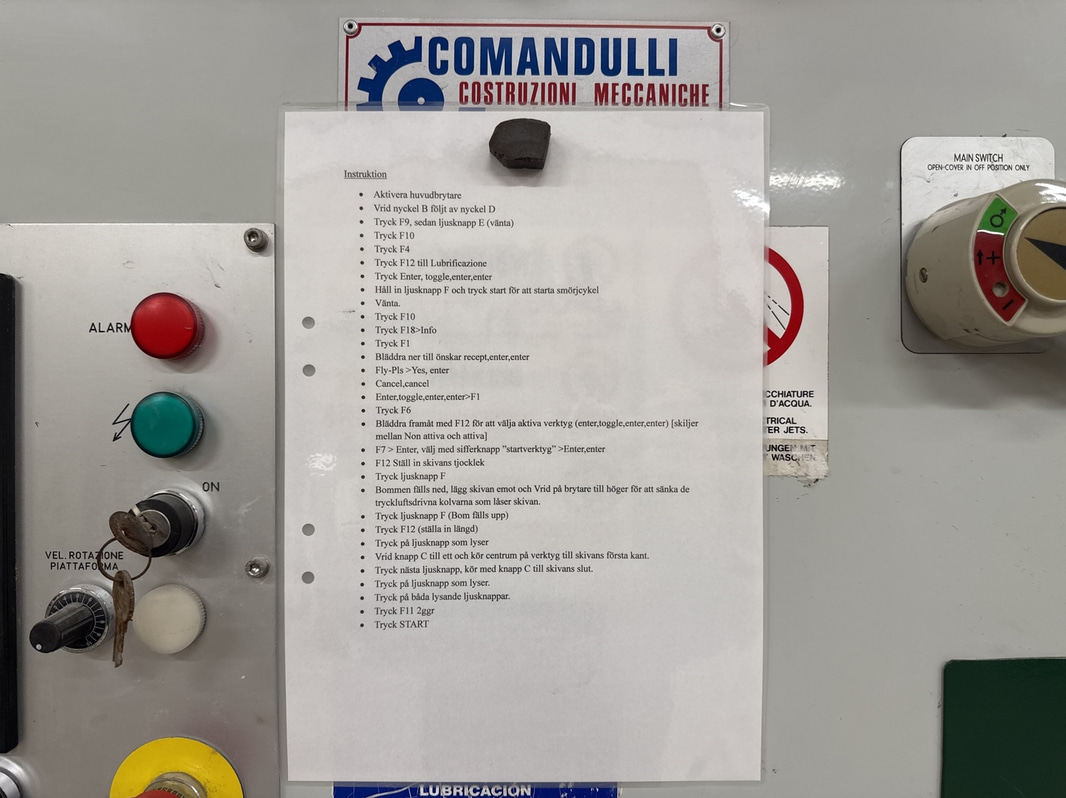 COMANDULLI
COSTRUZIONI MECCANICHE
MAIN SWITCH
OPEN-COVER IN OFF POSITION ONLY
Instruktion
• Aktivera huvudbrytare
• Vrid nyckel B följt av nyckel D
• Tryck F9, sedan ljusknapp E (vänta)
• Tryck F10
• Tryck F4
• Tryck F12 till Lubrificazione
• Tryck Enter, toggle,enter,enter
• Håll in ljusknapp F och tryck start för att starta smörjcykel
• Vänta.
• Tryck F10
• Tryck F18>Info
• Tryck F1
• Bläddra ner till önskar recept,enter,enter
• Fly-Pls >Yes, enter
• Cancel,cancel
• Enter,toggle,enter,enter>F1
• Tryck F6
• Bläddra framåt med F12 för att välja aktiva verktyg (enter,toggle,enter,enter) [skiljer
mellan Non attiva och attiva]
• F7 > Enter, välj med sifferknapp ”startverktyg” >Enter,enter
• F12 Ställ in skivans tjocklek
• Tryck ljusknapp F
• Bommen fälls ned, lägg skivan emot och Vrid på brytare till höger för att sänka de
tryckluftsdrivna kolvarna som låser skivan.
• Tryck ljusknapp F (Bom fälls upp)
• Tryck F12 (ställa in längd)
• Tryck på ljusknapp som lyser
• Vrid knapp C till ett och kör centrum på verktyg till skivans första kant.
• Tryck nästa ljusknapp, kör med knapp C till skivans slut.
• Tryck på ljusknapp som lyser.
• Tryck på båda lysande ljusknappar.
• Tryck F11 2ggr
• Tryck START
ALARM
ON
VEL. ROTAZIONE
PIATTAFORMA
CCHIATURE
D'ACQUA.
TRICAL
TER JETS.
UNGEN MIT
WASCHEN
LUBRICACION